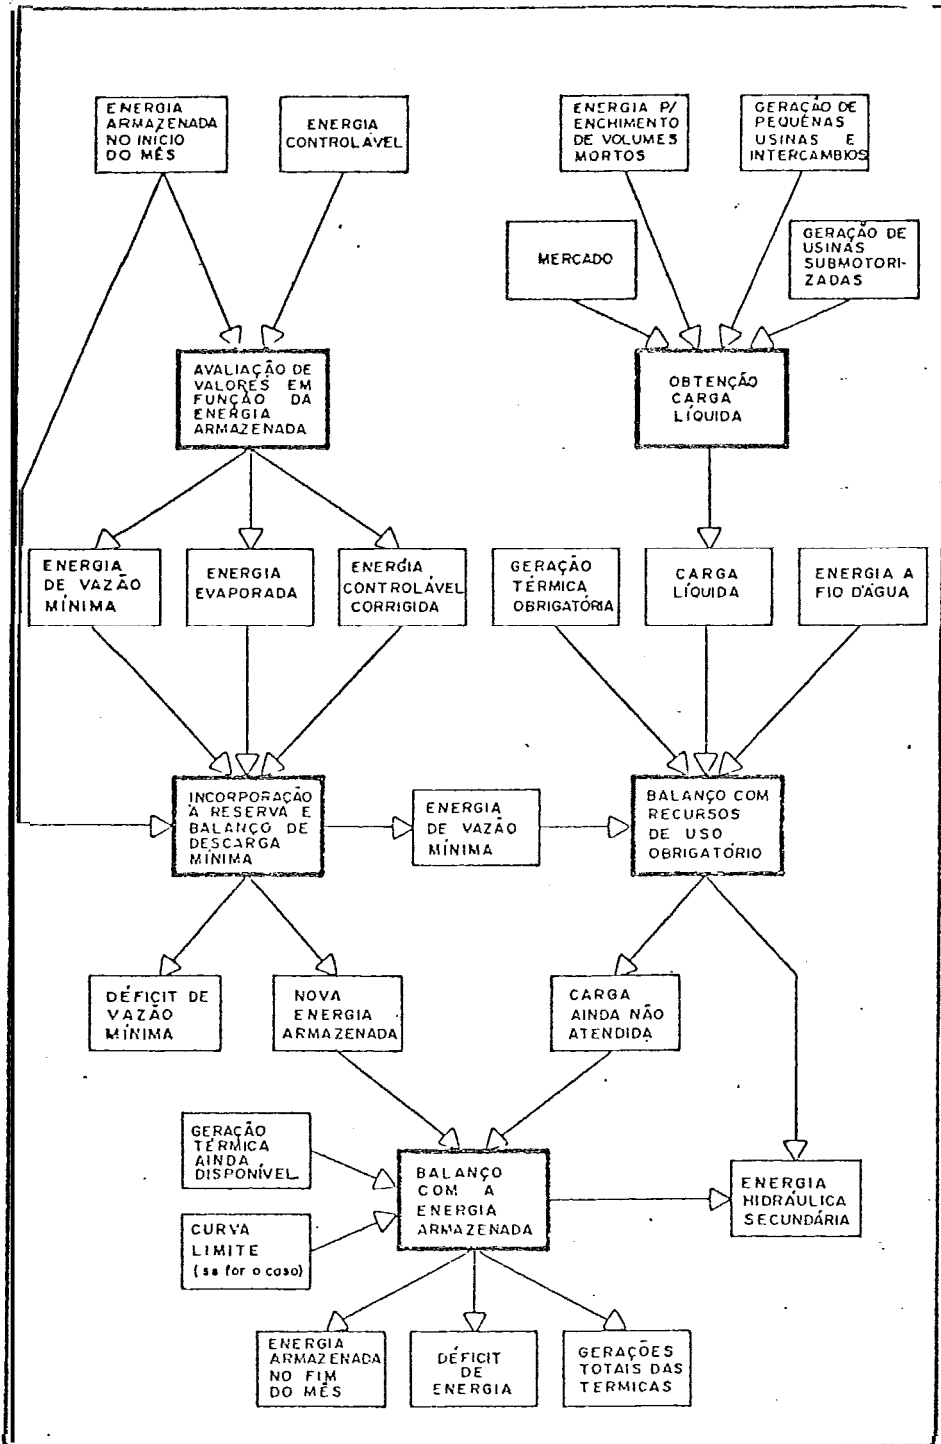 ENERGIA
ARMAZENADA
NO INÍCIO
DO MÊS
ENERGIA
CONTROLÁVEL
ENERGIA P/
ENCHIMENTO
DE VOLUMES
MORTOS
GERAÇÃO DE
PEQUENAS
USINAS E
INTERCAMBIOS
MERCADO
GERAÇÃO DE
USINAS
SUBMOTORI-
ZADAS
AVALIAÇÃO DE
VALORES EM
FUNÇÃO DA
ENERGIA
ARMAZENADA
OBTENÇÃO
CARGA
LÍQUIDA
ENERGIA
DE VAZÃO
MÍNIMA
ENERGIA
EVAPORADA
ENERGIA
CONTROLÁVEL
CORRIGIDA
GERAÇÃO
TÉRMICA
OBRIGATÓRIA
CARGA
LÍQUIDA
ENERGIA A
FIO D'ÁGUA
INCORPORAÇÃO
À RESERVA E
BALANÇO DE
DESCARGA
MÍNIMA
ENERGIA
DE VAZÃO
MÍNIMA
BALANÇO COM
RECURSOS
DE USO
OBRIGATÓRIO
DÉFICIT DE
VAZÃO
MÍNIMA
NOVA
ENERGIA
ARMAZENADA
CARGA
AINDA NÃO
ATENDIDA
GERAÇÃO
TÉRMICA
AINDA
DISPONÍVEL
CURVA
LIMITE
(se for o caso)
BALANÇO
COM A
ENERGIA
ARMAZENADA
ENERGIA
HIDRÁULICA
SECUNDÁRIA
ENERGIA
ARMAZENADA
NO FIM
DO MÊS
DÉFICIT
DE
ENERGIA
GERAÇÕES
TOTAIS DAS
TERMICAS